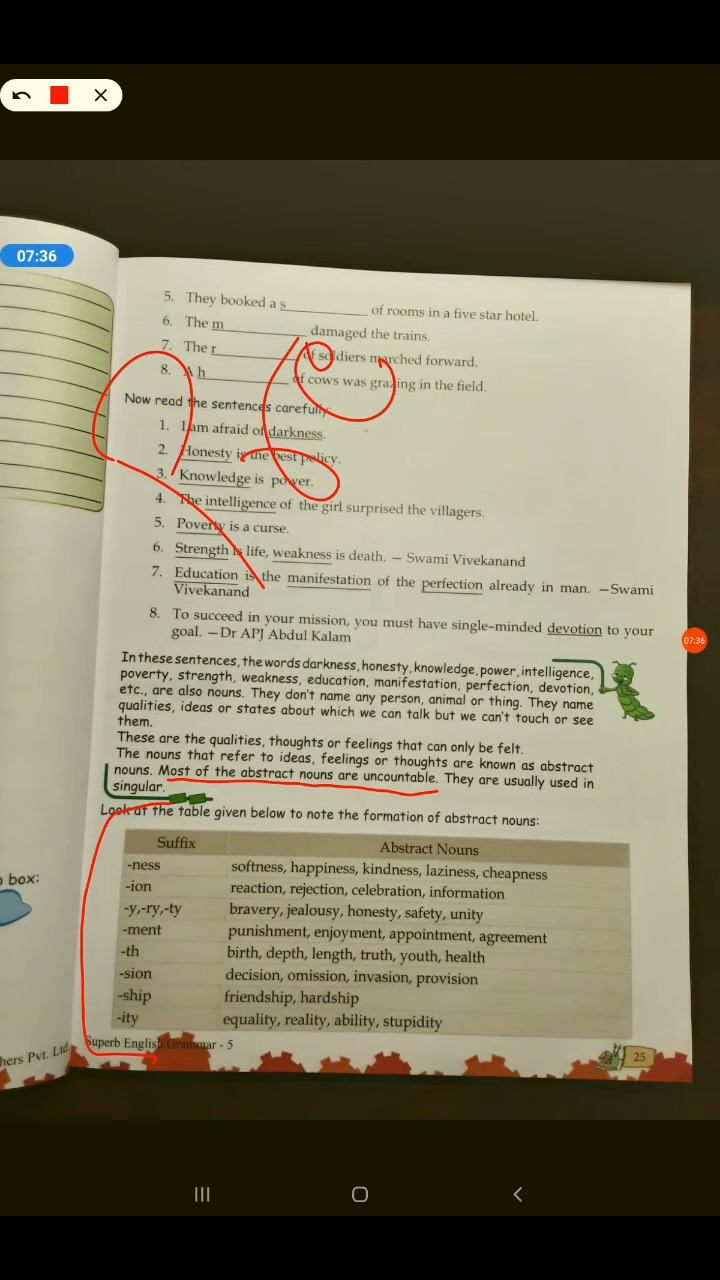 07:36
5. They booked a s__________ of rooms in a five star hotel.
6. The m__________ damaged the trains.
7. The r__________ of soldiers marched forward.
8. A h__________ of cows was grazing in the field.
Now read the sentences carefully:
1. I am afraid of darkness.
2. Honesty is the best policy.
3. Knowledge is power.
4. The intelligence of the girl surprised the villagers.
5. Poverty is a curse.
6. Strength is life, weakness is death. – Swami Vivekanand
7. Education is the manifestation of the perfection already in man. –Swami
Vivekanand
8. To succeed in your mission, you must have single-minded devotion to your
goal. –Dr APJ Abdul Kalam
07:36
In these sentences, the words darkness, honesty, knowledge, power, intelligence,
poverty, strength, weakness, education, manifestation, perfection, devotion,
etc., are also nouns. They don't name any person, animal or thing. They name
qualities, ideas or states about which we can talk but we can't touch or see
them.
These are the qualities, thoughts or feelings that can only be felt.
The nouns that refer to ideas, feelings or thoughts are known as abstract
nouns. Most of the abstract nouns are uncountable. They are usually used in
singular.
Look at the table given below to note the formation of abstract nouns:
Suffix Abstract Nouns
-ness softness, happiness, kindness, laziness, cheapness
-ion reaction, rejection, celebration, information
-y,-ry,-ty bravery, jealousy, honesty, safety, unity
-ment punishment, enjoyment, appointment, agreement
-th birth, depth, length, truth, youth, health
-sion decision, omission, invasion, provision
-ship friendship, hardship
-ity equality, reality, ability, stupidity
Superb English Grammar - 5
25
box:
hers Pvt. Ltd